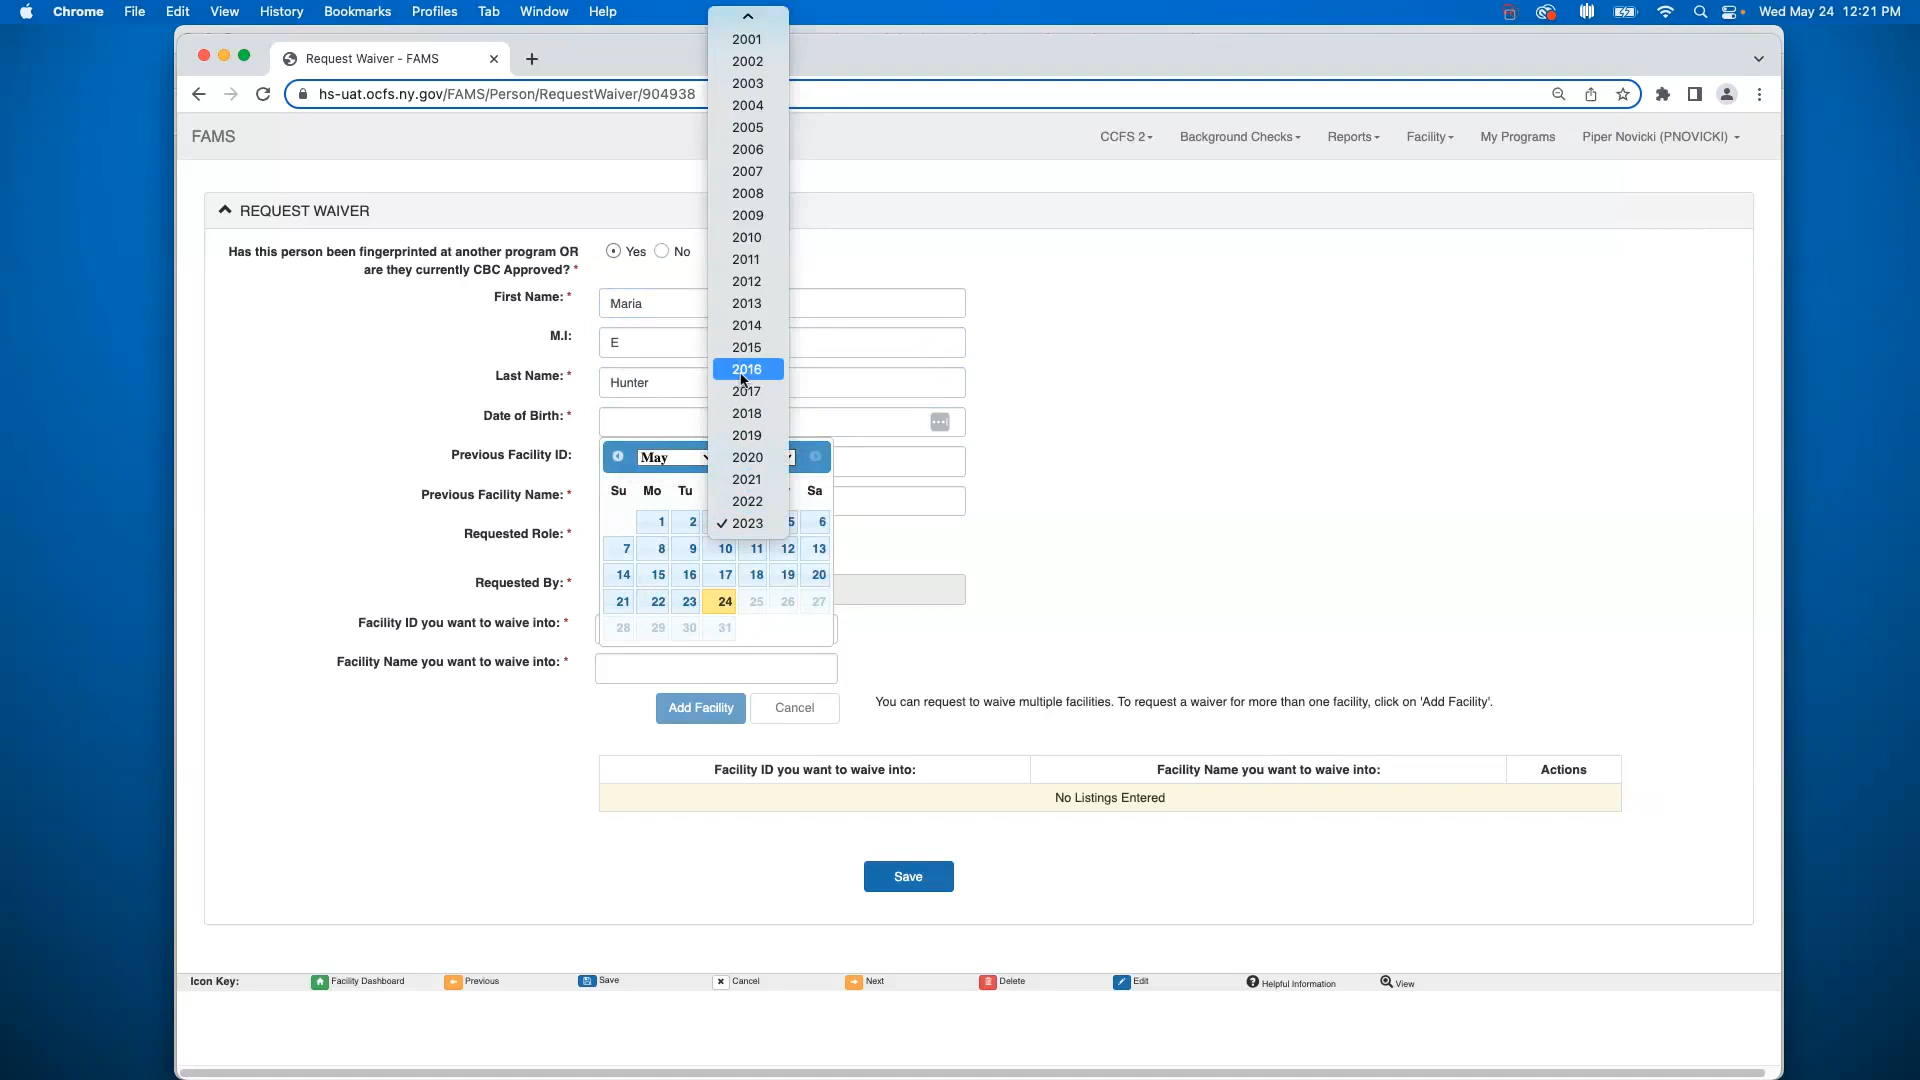 Chrome File Edit View History Bookmarks Profiles Tab Window Help Wed May 24 12:21 PM
Request Waiver - FAMS
hs-uat.ocfs.ny.gov/FAMS/Person/RequestWaiver/904938
FAMS CCFS 2 Background Checks Reports Facility My Programs Piper Novicki (PNOVICKI)
REQUEST WAIVER
Has this person been fingerprinted at another program OR
are they currently CBC Approved? * Yes No
First Name: * Maria
M.I: E
Last Name: * Hunter
Date of Birth: *
Previous Facility ID:
Previous Facility Name: *
Requested Role: *
Requested By: *
Facility ID you want to waive into: *
Facility Name you want to waive into: *
2001
2002
2003
2004
2005
2006
2007
2008
2009
2010
2011
2012
2013
2014
2015
2016
2017
2018
2019
2020
2021
2022
✓ 2023
May
Su Mo Tu Sa
1 2 5 6
7 8 9 10 11 12 13
14 15 16 17 18 19 20
21 22 23 24 25 26 27
28 29 30 31
Add Facility Cancel You can request to waive multiple facilities. To request a waiver for more than one facility, click on 'Add Facility'.
Facility ID you want to waive into: Facility Name you want to waive into: Actions
No Listings Entered
Save
Icon Key: Facility Dashboard Previous Save Cancel Next Delete Edit Helpful Information View